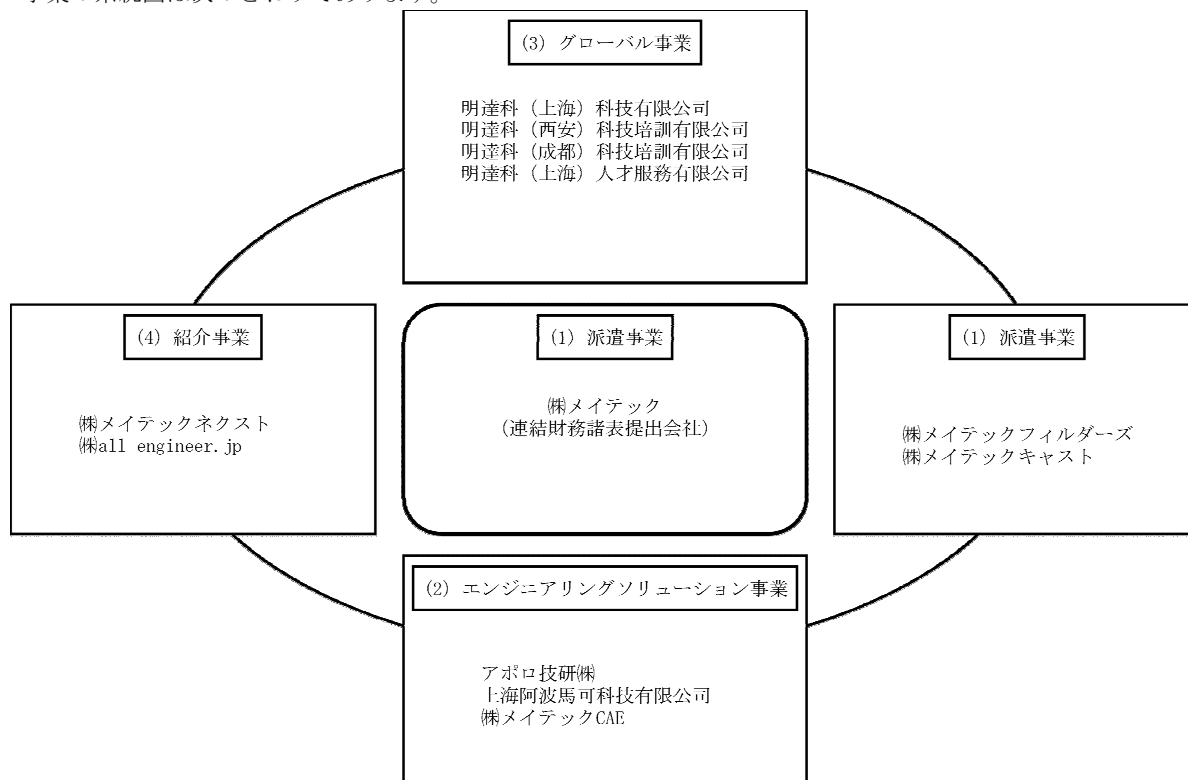 事業の系統図は次のとおりであります。
(3) グローバル事業
明達科（上海）科技有限公司
明達科（西安）科技培訓有限公司
明達科（成都）科技培訓有限公司
明達科（上海）人才服務有限公司
(4) 紹介事業
㈱メイテックネクスト
㈱all engineer.jp
(1) 派遣事業
㈱メイテック
(連結財務諸表提出会社)
(1) 派遣事業
㈱メイテックフィルダーズ
㈱メイテックキャスト
(2) エンジニアリングソリューション事業
アポロ技研㈱
上海阿波馬可科技有限公司
㈱メイテックCAE